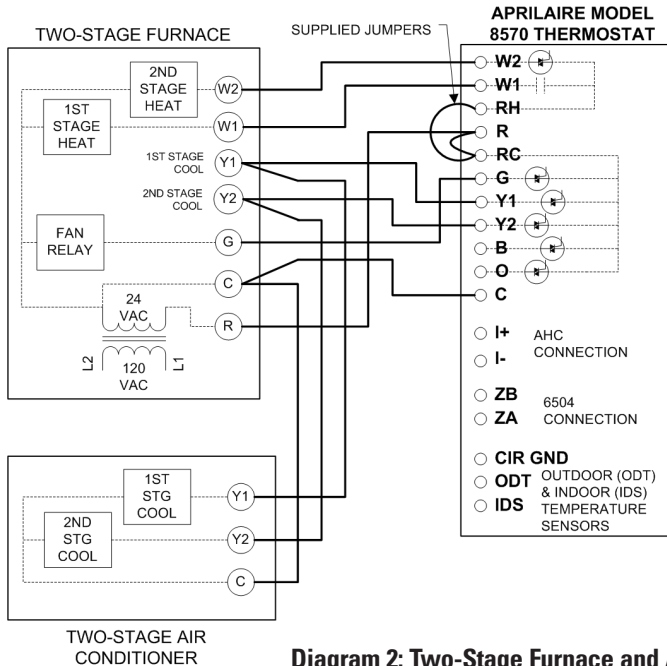 APRILAIRE MODEL
8570 THERMOSTAT
TWO-STAGE FURNACE
SUPPLIED JUMPERS
2ND
STAGE
HEAT
1ST
STAGE
HEAT
FAN
RELAY
24
VAC
L2
120
VAC
L1
W2
W1
1ST STAGE
COOL
Y1
2ND STAGE
COOL
Y2
G
C
R
W2
W1
RH
R
RC
G
Y1
Y2
B
O
C
I+
I-
AHC
CONNECTION
ZB
ZA
6504
CONNECTION
CIR GND
ODT
IDS
OUTDOOR (ODT)
& INDOOR (IDS)
TEMPERATURE
SENSORS
1ST
STG
COOL
2ND
STG
COOL
Y1
Y2
C
TWO-STAGE AIR
CONDITIONER
Diagram 2: Two-Stage Furnace and